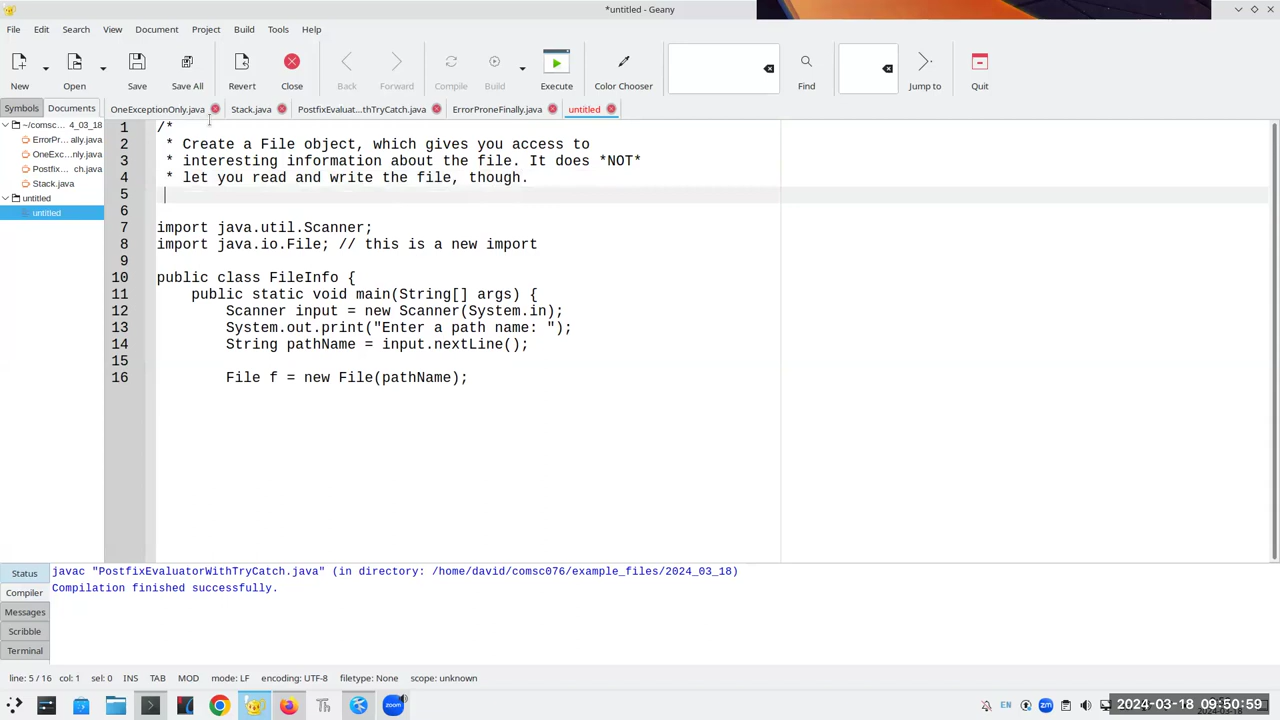 *untitled - Geany
File Edit Search View Document Project Build Tools Help
New Open Save Save All Revert Close Back Forward Compile Build Execute Color Chooser Find Jump to Quit
Symbols Documents OneExceptionOnly.java Stack.java PostfixEvaluat...thTryCatch.java ErrorProneFinally.java untitled
~/comsc... 4_03_18
ErrorPr... ally.java
OneExc...nly.java
Postfix... ch.java
Stack.java
untitled
untitled
1 /*
2 * Create a File object, which gives you access to
3 * interesting information about the file. It does *NOT*
4 * let you read and write the file, though.
5
6
7 import java.util.Scanner;
8 import java.io.File; // this is a new import
9
10 public class FileInfo {
11 public static void main(String[] args) {
12 Scanner input = new Scanner(System.in);
13 System.out.print("Enter a path name: ");
14 String pathName = input.nextLine();
15
16 File f = new File(pathName);
Status
Compiler
Messages
Scribble
Terminal
javac "PostfixEvaluatorWithTryCatch.java" (in directory: /home/david/comsc076/example_files/2024_03_18)
Compilation finished successfully.
line: 5 / 16 col: 1 sel: 0 INS TAB MOD mode: LF encoding: UTF-8 filetype: None scope: unknown
Th zoom EN zm 2024-03-18 09:50:59